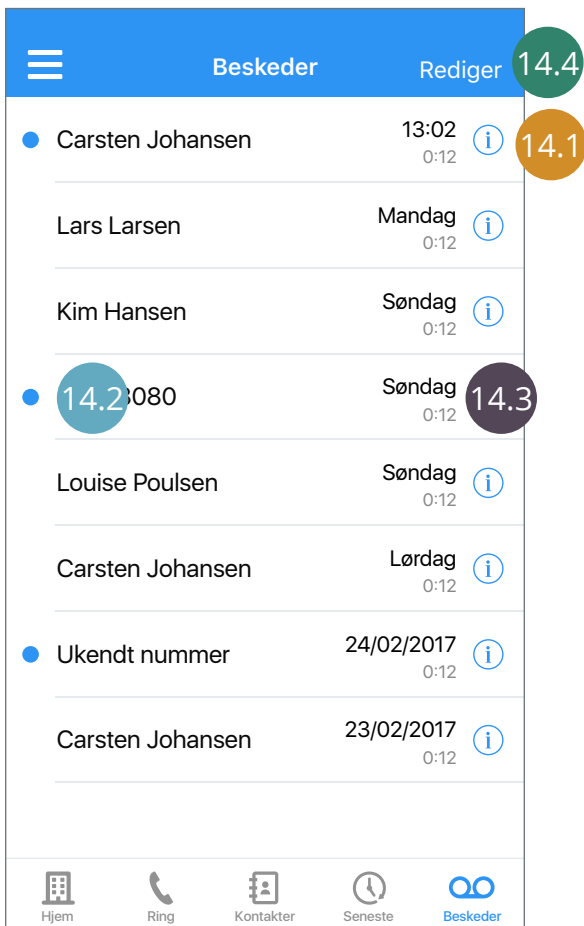 Beskeder Rediger 14.4
Carsten Johansen 13:02 14.1
0:12
Lars Larsen Mandag
0:12
Kim Hansen Søndag
0:12
14.2 080 Søndag 14.3
0:12
Louise Poulsen Søndag
0:12
Carsten Johansen Lørdag
0:12
Ukendt nummer 24/02/2017
0:12
Carsten Johansen 23/02/2017
0:12
Hjem Ring Kontakter Seneste Beskeder